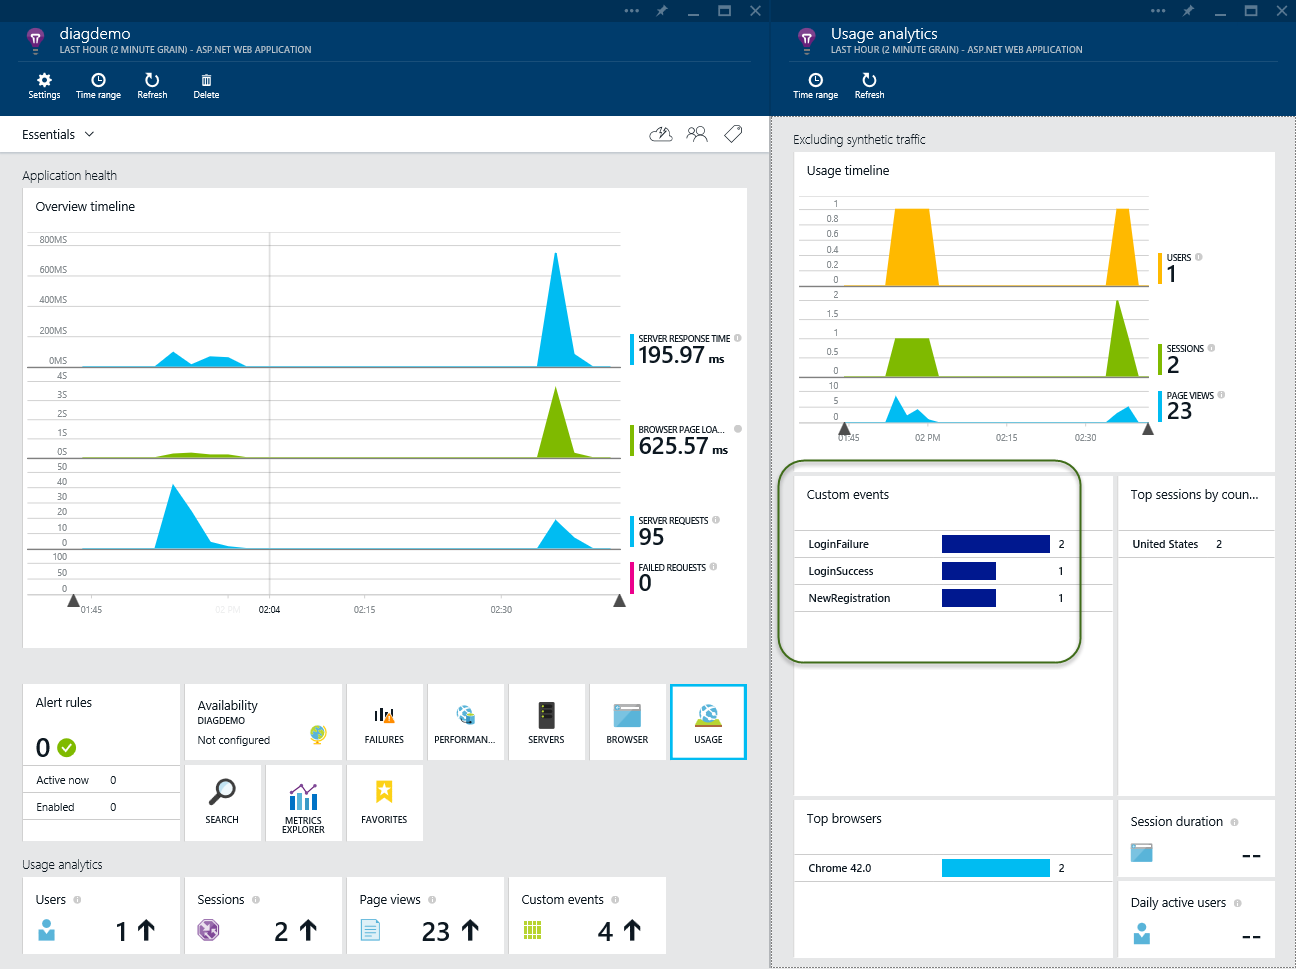 diagdemo
LAST HOUR (2 MINUTE GRAIN) - ASP.NET WEB APPLICATION
Settings
Time range
Refresh
Delete
Essentials
Application health
Overview timeline
800MS
600MS
400MS
200MS
0MS
SERVER RESPONSE TIME
195.97 ms
4S
3S
2S
1S
0S
BROWSER PAGE LOA...
625.57 ms
50
40
30
20
10
0
SERVER REQUESTS
95
100
50
0
FAILED REQUESTS
0
01:45
02 PM
02:04
02:15
02:30
Alert rules
0
Active now 0
Enabled 0
Availability
DIAGDEMO
Not configured
FAILURES
PERFORMAN...
SERVERS
BROWSER
USAGE
SEARCH
METRICS
EXPLORER
FAVORITES
Usage analytics
Users
1
Sessions
2
Page views
23
Custom events
4
Usage analytics
LAST HOUR (2 MINUTE GRAIN) - ASP.NET WEB APPLICATION
Time range
Refresh
Excluding synthetic traffic
Usage timeline
1
0.8
0.6
0.4
0.2
0
USERS
1
2
1.5
1
0.5
0
SESSIONS
2
10
5
0
PAGE VIEWS
23
01:45
02 PM
02:15
02:30
Custom events
LoginFailure 2
LoginSuccess 1
NewRegistration 1
Top sessions by coun...
United States 2
Top browsers
Chrome 42.0 2
Session duration
--
Daily active users
--